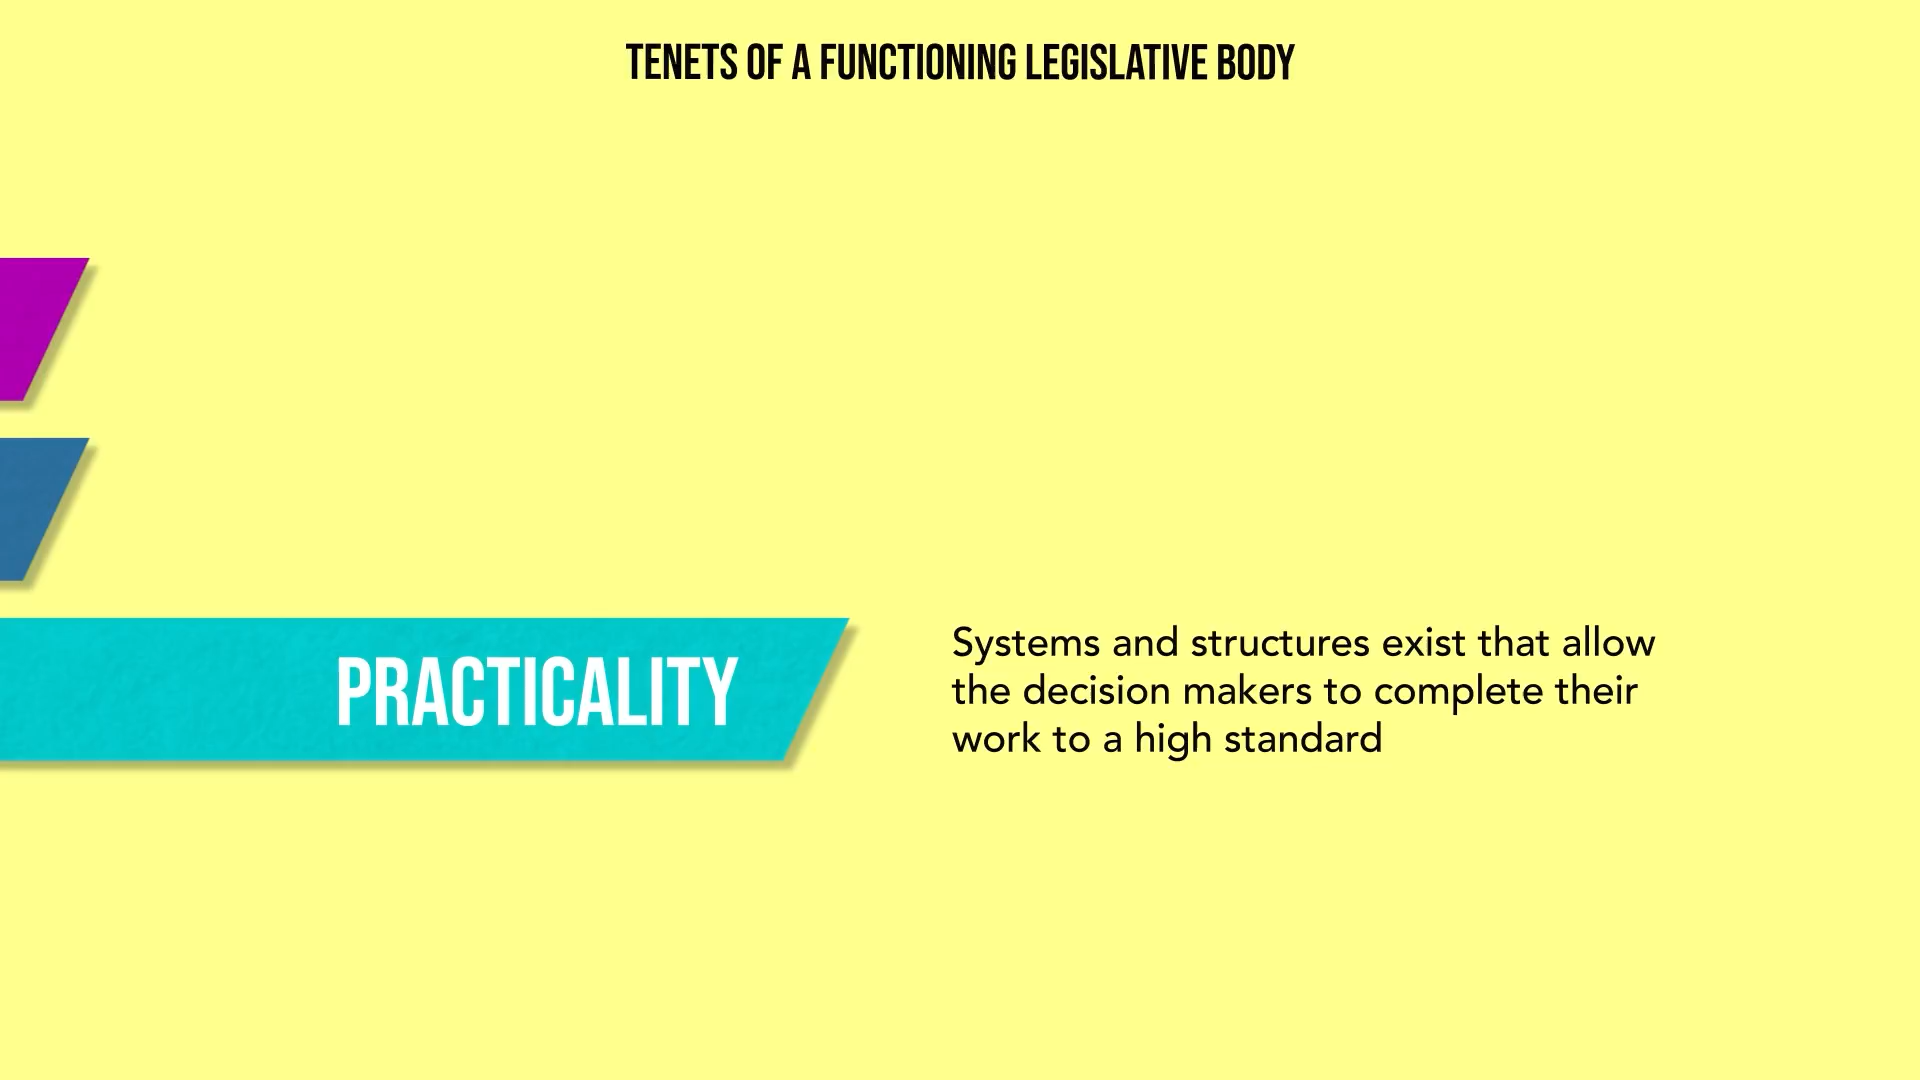 TENETS OF A FUNCTIONING LEGISLATIVE BODY
PRACTICALITY
Systems and structures exist that allow
the decision makers to complete their
work to a high standard